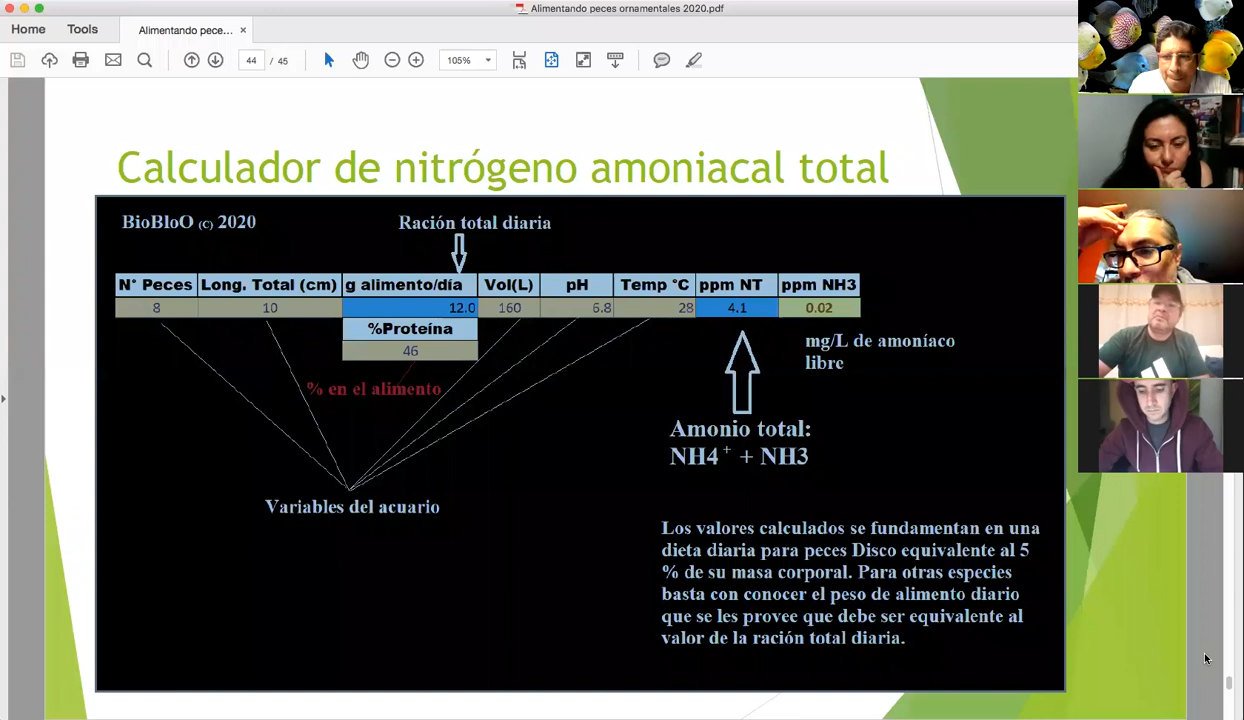 Alimentando peces ornamentales 2020.pdf
Home Tools Alimentando pece... ×
44 / 45 105%
Calculador de nitrógeno amoniacal total
BioBloO (C) 2020
Ración total diaria
N° Peces Long. Total (cm) g alimento/día Vol(L) pH Temp °C ppm NT ppm NH3
8 10 12.0 160 6.8 28 4.1 0.02
%Proteína
46
% en el alimento
mg/L de amoníaco
libre
Amonio total:
NH4+ + NH3
Variables del acuario
Los valores calculados se fundamentan en una
dieta diaria para peces Disco equivalente al 5
% de su masa corporal. Para otras especies
basta con conocer el peso de alimento diario
que se les provee que debe ser equivalente al
valor de la ración total diaria.